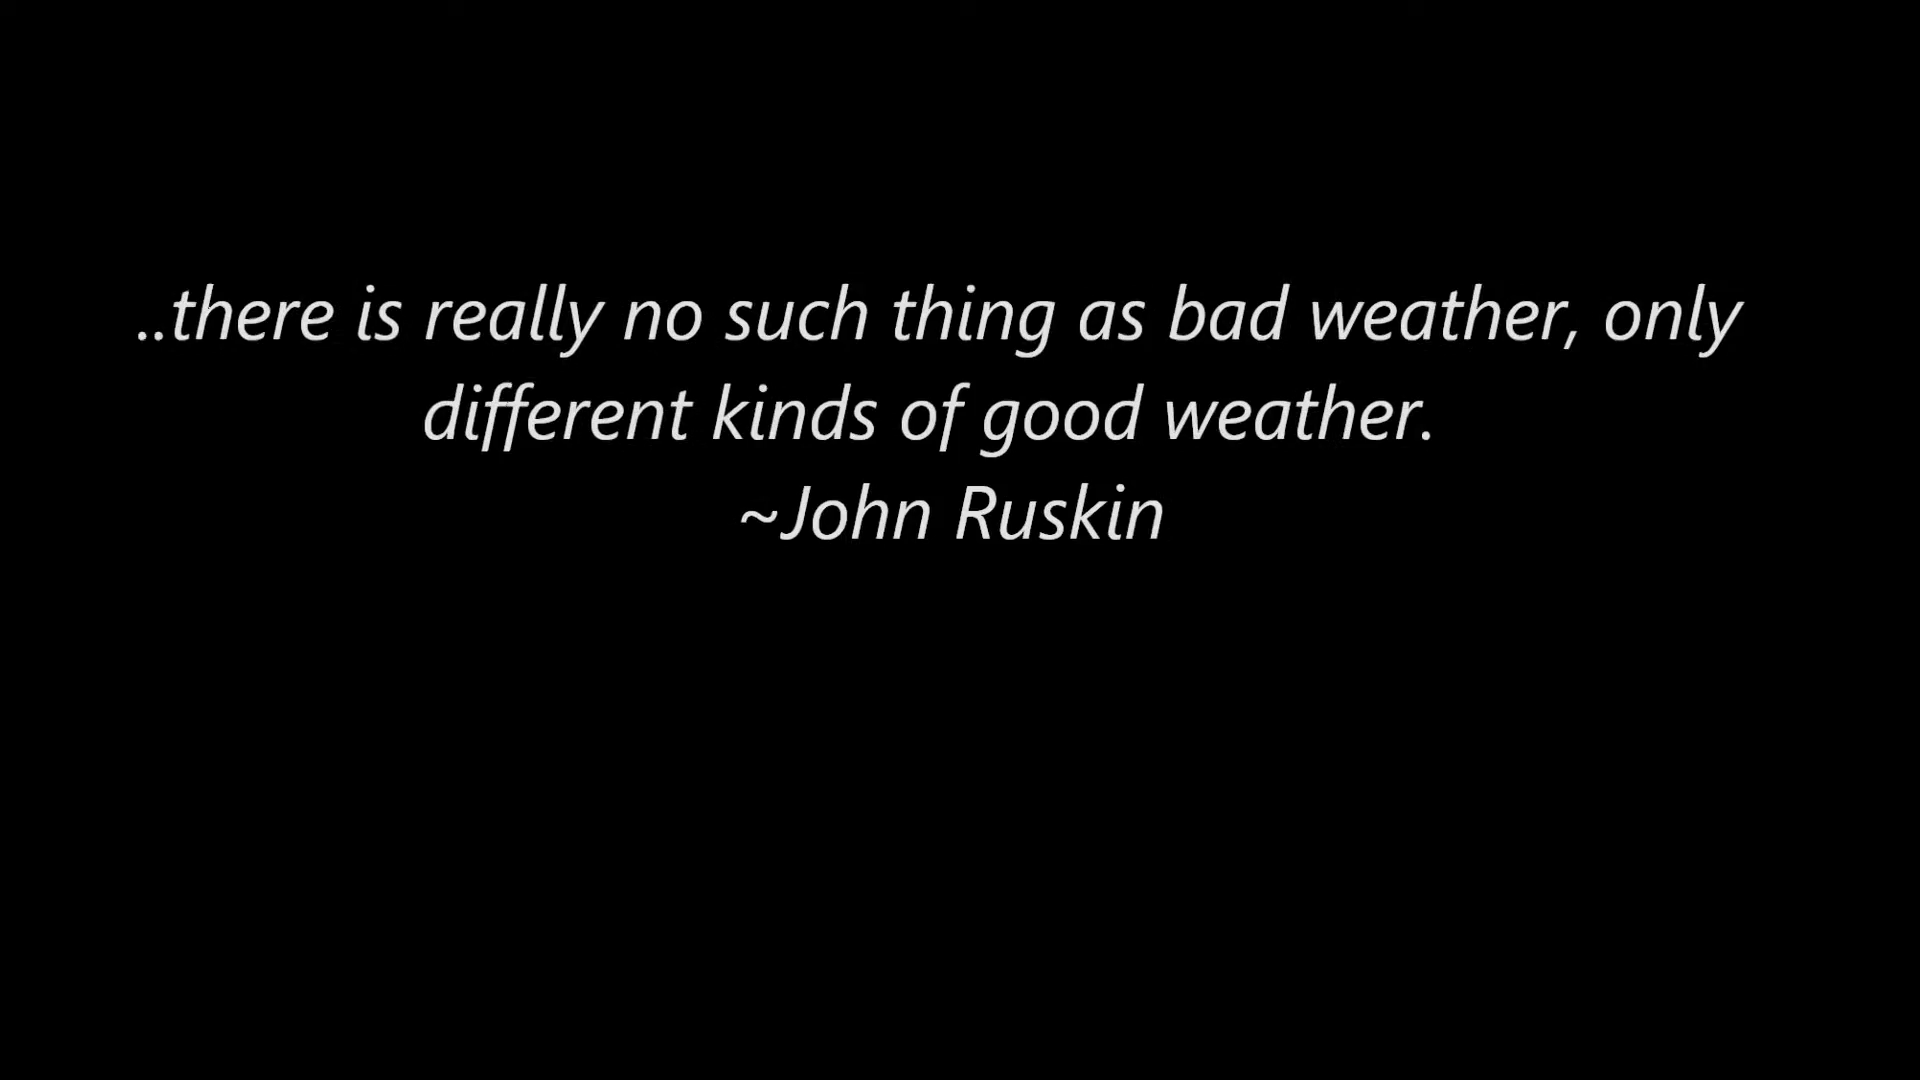 ..there is really no such thing as bad weather, only
different kinds of good weather.
~John Ruskin